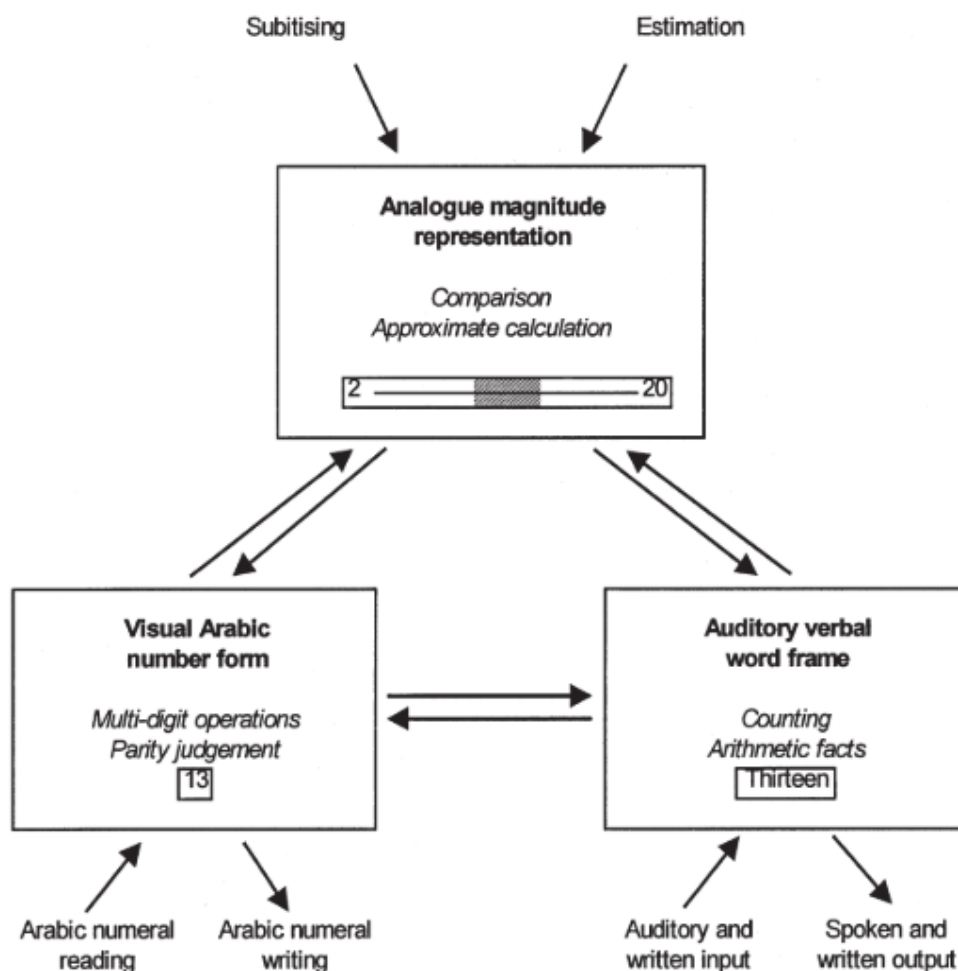 Subitising
Estimation
Analogue magnitude
representation
Comparison
Approximate calculation
2 20
Visual Arabic
number form
Multi-digit operations
Parity judgement
13
Auditory verbal
word frame
Counting
Arithmetic facts
Thirteen
Arabic numeral
reading
Arabic numeral
writing
Auditory and
written input
Spoken and
written output